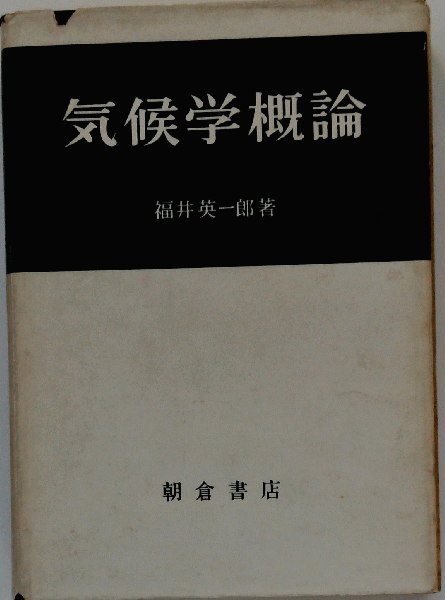 気候学概論
福井英一郎著
朝倉書店